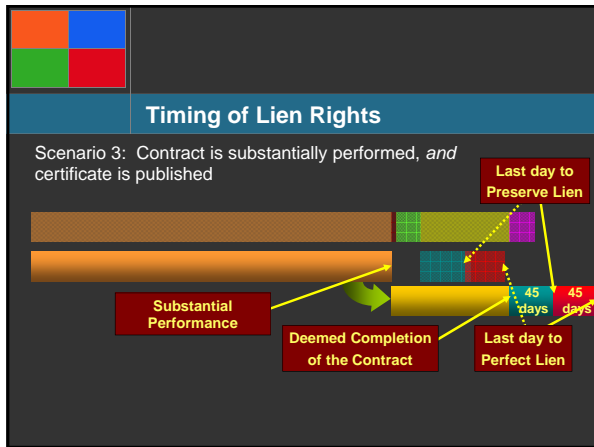 Timing of Lien Rights
Scenario 3: Contract is substantially performed, and
certificate is published
Last day to
Preserve Lien
Substantial
Performance
45
days
45
days
Deemed Completion
of the Contract
Last day to
Perfect Lien